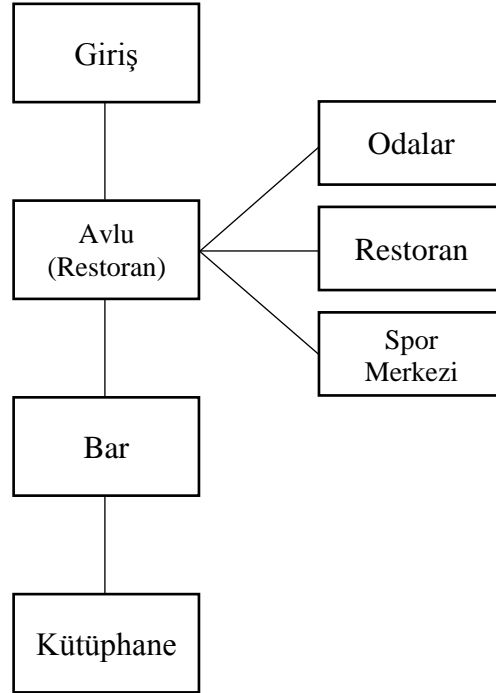 Giriş
Odalar
Avlu
(Restoran)
Restoran
Spor
Merkezi
Bar
Kütüphane